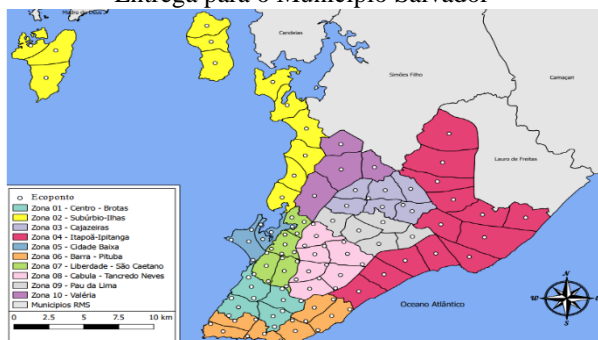 Entrega para o Município Salvador
Madre de Deus
Candeias
Simões Filho
Camaçari
Lauro de Freitas
Ecoponto
Zona 01 - Centro - Brotas
Zona 02 - Subúrbio-Ilhas
Zona 03 - Cajazeiras
Zona 04 - Itapoã-Ipitanga
Zona 05 - Cidade Baixa
Zona 06 - Barra - Pituba
Zona 07 - Liberdade - São Caetano
Zona 08 - Cabula - Tancredo Neves
Zona 09 - Pau da Lima
Zona 10 - Valéria
Municípios RMS
0 2.5 5 7.5 10 km
Oceano Atlântico
N
W E
S